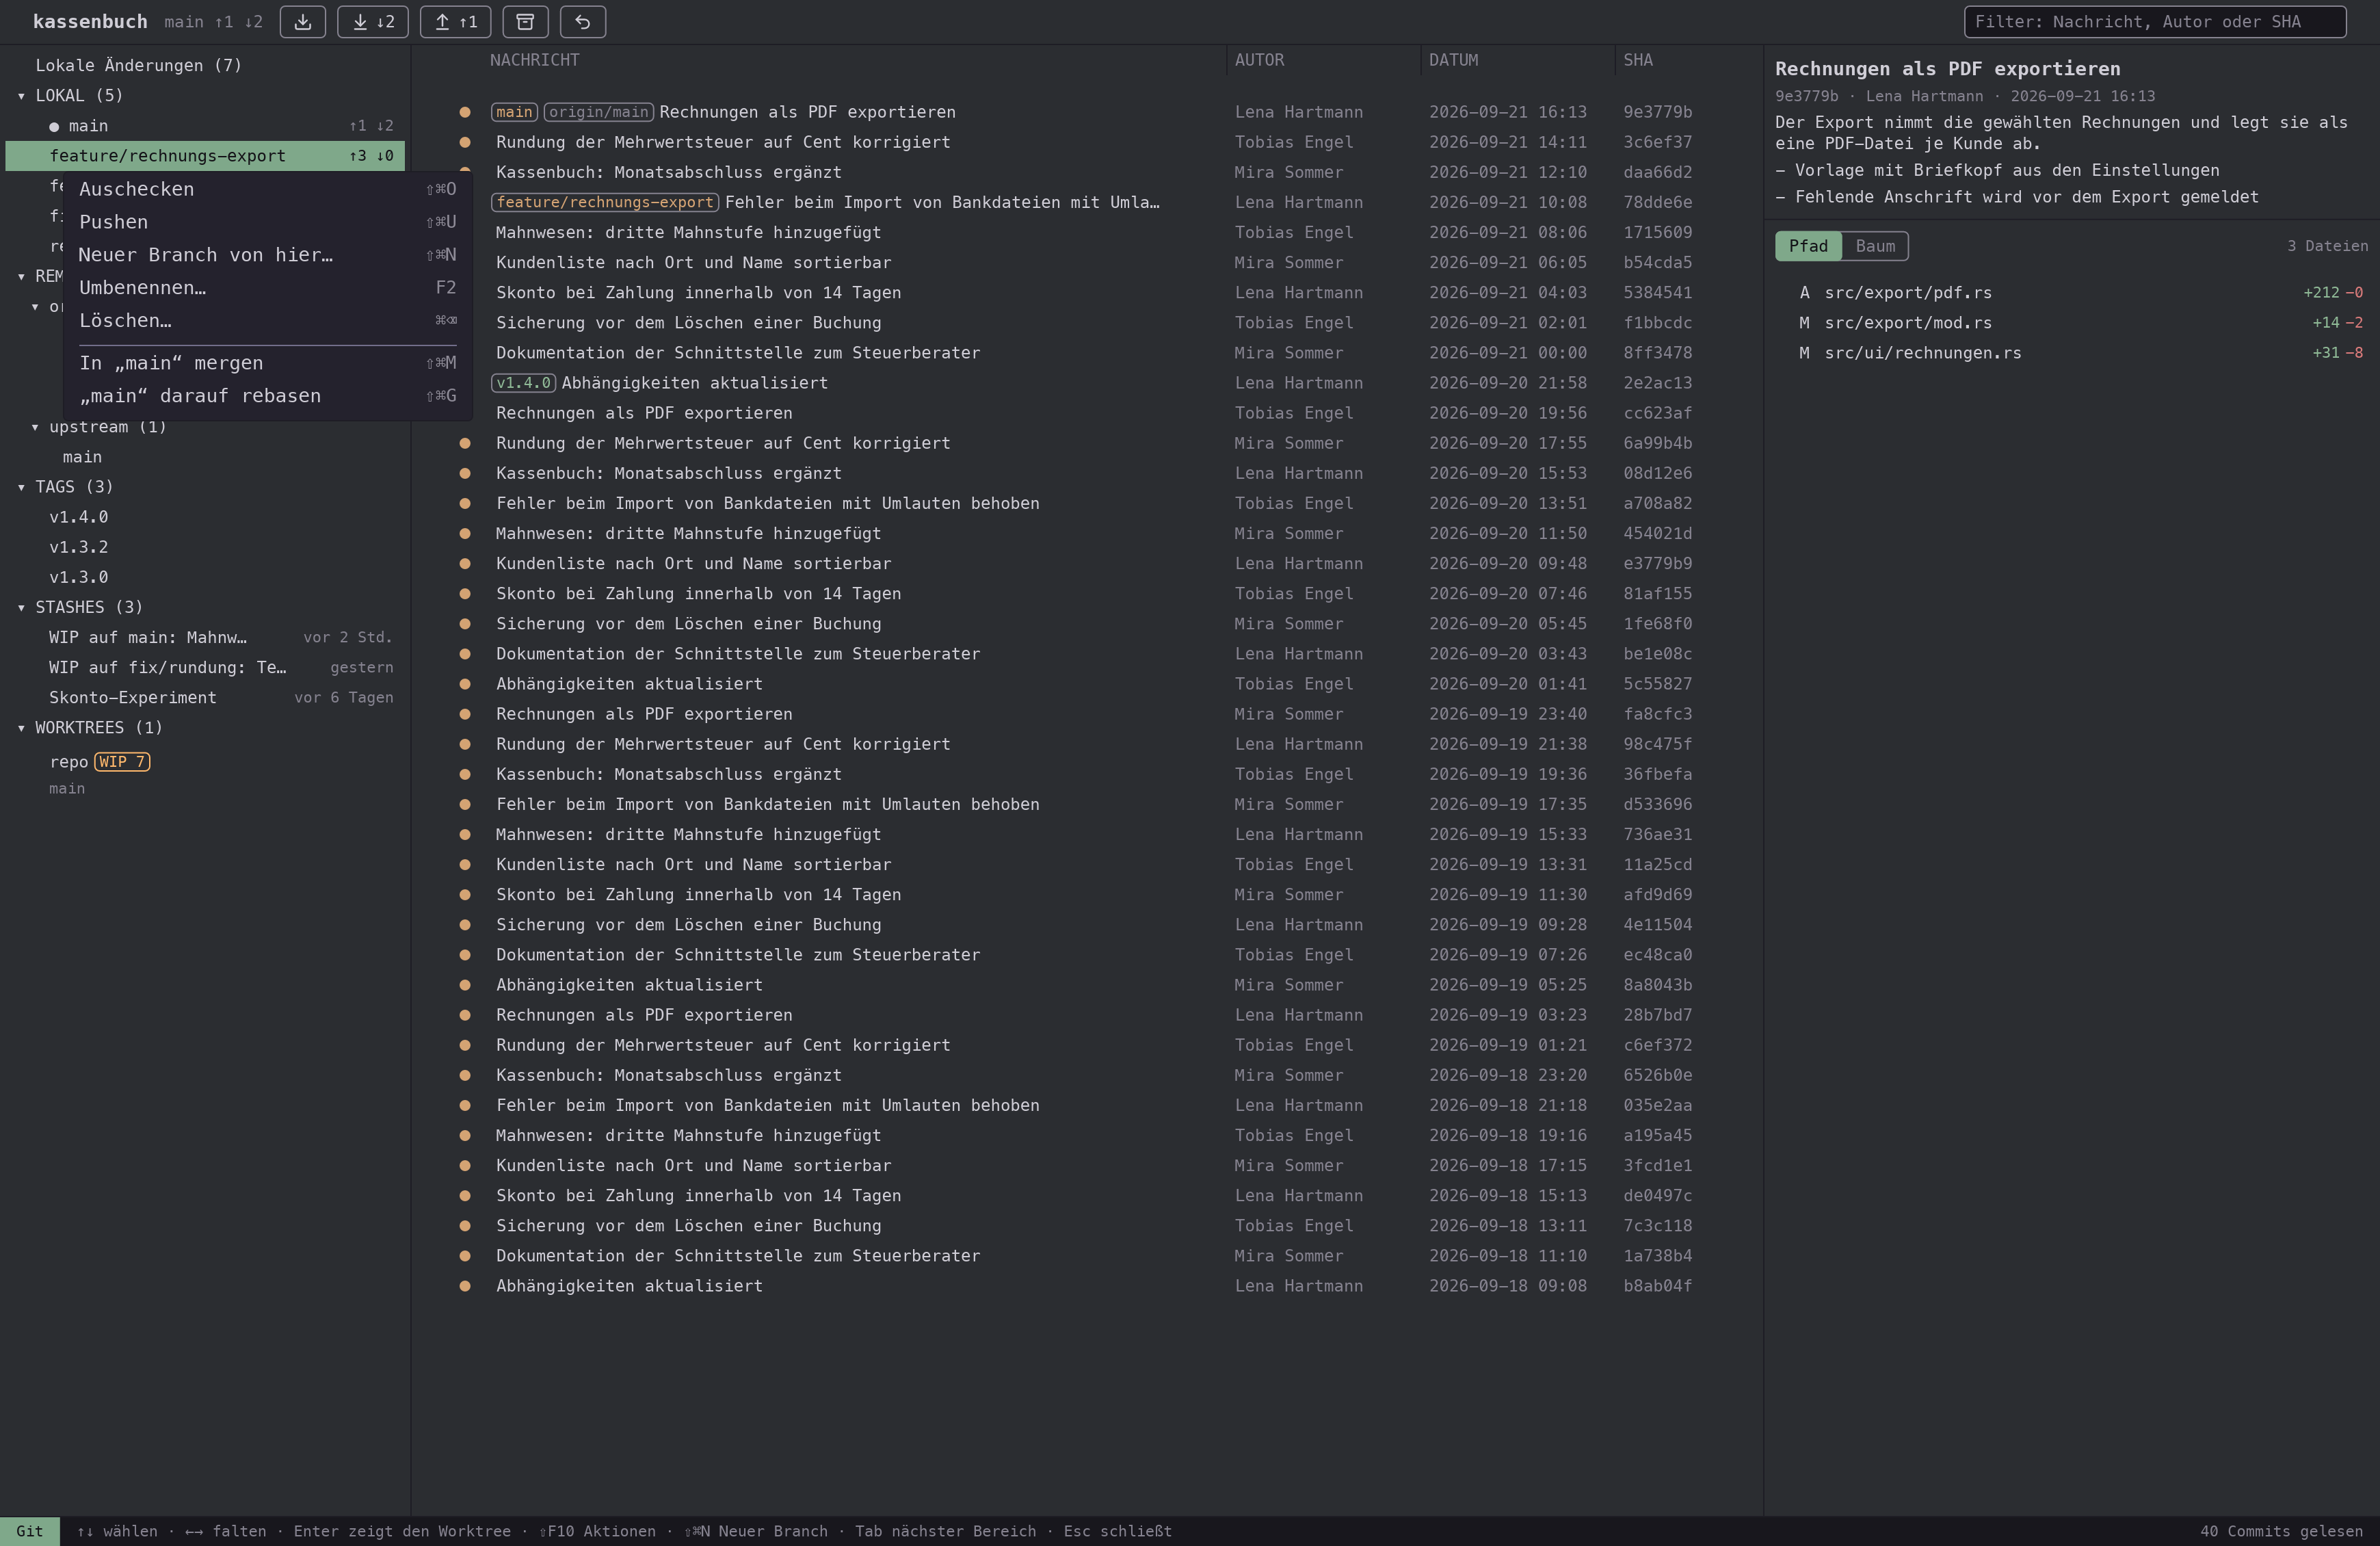 kassenbuch main ↑1 ↓2 ↓2 ↑1 Filter: Nachricht, Autor oder SHA
Lokale Änderungen (7)
▾ LOKAL (5)
● main ↑1 ↓2
feature/rechnungs-export ↑3 ↓0
fe
fi
re
▾ REM
▾ or
▾ upstream (1)
main
▾ TAGS (3)
v1.4.0
v1.3.2
v1.3.0
▾ STASHES (3)
WIP auf main: Mahnw… vor 2 Std.
WIP auf fix/rundung: Te… gestern
Skonto-Experiment vor 6 Tagen
▾ WORKTREES (1)
repo WIP 7
main
Auschecken ⇧⌘O
Pushen ⇧⌘U
Neuer Branch von hier… ⇧⌘N
Umbenennen… F2
Löschen… ⌘⌫
In „main“ mergen ⇧⌘M
„main“ darauf rebasen ⇧⌘G
NACHRICHT AUTOR DATUM SHA
main origin/main Rechnungen als PDF exportieren Lena Hartmann 2026-09-21 16:13 9e3779b
Rundung der Mehrwertsteuer auf Cent korrigiert Tobias Engel 2026-09-21 14:11 3c6ef37
Kassenbuch: Monatsabschluss ergänzt Mira Sommer 2026-09-21 12:10 daa66d2
feature/rechnungs-export Fehler beim Import von Bankdateien mit Umla… Lena Hartmann 2026-09-21 10:08 78dde6e
Mahnwesen: dritte Mahnstufe hinzugefügt Tobias Engel 2026-09-21 08:06 1715609
Kundenliste nach Ort und Name sortierbar Mira Sommer 2026-09-21 06:05 b54cda5
Skonto bei Zahlung innerhalb von 14 Tagen Lena Hartmann 2026-09-21 04:03 5384541
Sicherung vor dem Löschen einer Buchung Tobias Engel 2026-09-21 02:01 f1bbcdc
Dokumentation der Schnittstelle zum Steuerberater Mira Sommer 2026-09-21 00:00 8ff3478
v1.4.0 Abhängigkeiten aktualisiert Lena Hartmann 2026-09-20 21:58 2e2ac13
Rechnungen als PDF exportieren Tobias Engel 2026-09-20 19:56 cc623af
Rundung der Mehrwertsteuer auf Cent korrigiert Mira Sommer 2026-09-20 17:55 6a99b4b
Kassenbuch: Monatsabschluss ergänzt Lena Hartmann 2026-09-20 15:53 08d12e6
Fehler beim Import von Bankdateien mit Umlauten behoben Tobias Engel 2026-09-20 13:51 a708a82
Mahnwesen: dritte Mahnstufe hinzugefügt Mira Sommer 2026-09-20 11:50 454021d
Kundenliste nach Ort und Name sortierbar Lena Hartmann 2026-09-20 09:48 e3779b9
Skonto bei Zahlung innerhalb von 14 Tagen Tobias Engel 2026-09-20 07:46 81af155
Sicherung vor dem Löschen einer Buchung Mira Sommer 2026-09-20 05:45 1fe68f0
Dokumentation der Schnittstelle zum Steuerberater Lena Hartmann 2026-09-20 03:43 be1e08c
Abhängigkeiten aktualisiert Tobias Engel 2026-09-20 01:41 5c55827
Rechnungen als PDF exportieren Mira Sommer 2026-09-19 23:40 fa8cfc3
Rundung der Mehrwertsteuer auf Cent korrigiert Lena Hartmann 2026-09-19 21:38 98c475f
Kassenbuch: Monatsabschluss ergänzt Tobias Engel 2026-09-19 19:36 36fbefa
Fehler beim Import von Bankdateien mit Umlauten behoben Mira Sommer 2026-09-19 17:35 d533696
Mahnwesen: dritte Mahnstufe hinzugefügt Lena Hartmann 2026-09-19 15:33 736ae31
Kundenliste nach Ort und Name sortierbar Tobias Engel 2026-09-19 13:31 11a25cd
Skonto bei Zahlung innerhalb von 14 Tagen Mira Sommer 2026-09-19 11:30 afd9d69
Sicherung vor dem Löschen einer Buchung Lena Hartmann 2026-09-19 09:28 4e11504
Dokumentation der Schnittstelle zum Steuerberater Tobias Engel 2026-09-19 07:26 ec48ca0
Abhängigkeiten aktualisiert Mira Sommer 2026-09-19 05:25 8a8043b
Rechnungen als PDF exportieren Lena Hartmann 2026-09-19 03:23 28b7bd7
Rundung der Mehrwertsteuer auf Cent korrigiert Tobias Engel 2026-09-19 01:21 c6ef372
Kassenbuch: Monatsabschluss ergänzt Mira Sommer 2026-09-18 23:20 6526b0e
Fehler beim Import von Bankdateien mit Umlauten behoben Lena Hartmann 2026-09-18 21:18 035e2aa
Mahnwesen: dritte Mahnstufe hinzugefügt Tobias Engel 2026-09-18 19:16 a195a45
Kundenliste nach Ort und Name sortierbar Mira Sommer 2026-09-18 17:15 3fcd1e1
Skonto bei Zahlung innerhalb von 14 Tagen Lena Hartmann 2026-09-18 15:13 de0497c
Sicherung vor dem Löschen einer Buchung Tobias Engel 2026-09-18 13:11 7c3c118
Dokumentation der Schnittstelle zum Steuerberater Mira Sommer 2026-09-18 11:10 1a738b4
Abhängigkeiten aktualisiert Lena Hartmann 2026-09-18 09:08 b8ab04f
Rechnungen als PDF exportieren
9e3779b · Lena Hartmann · 2026-09-21 16:13
Der Export nimmt die gewählten Rechnungen und legt sie als
eine PDF-Datei je Kunde ab.
- Vorlage mit Briefkopf aus den Einstellungen
- Fehlende Anschrift wird vor dem Export gemeldet
Pfad Baum 3 Dateien
A src/export/pdf.rs +212 -0
M src/export/mod.rs +14 -2
M src/ui/rechnungen.rs +31 -8
Git ↑↓ wählen · ←→ falten · Enter zeigt den Worktree · ⇧F10 Aktionen · ⇧⌘N Neuer Branch · Tab nächster Bereich · Esc schließt 40 Commits gelesen